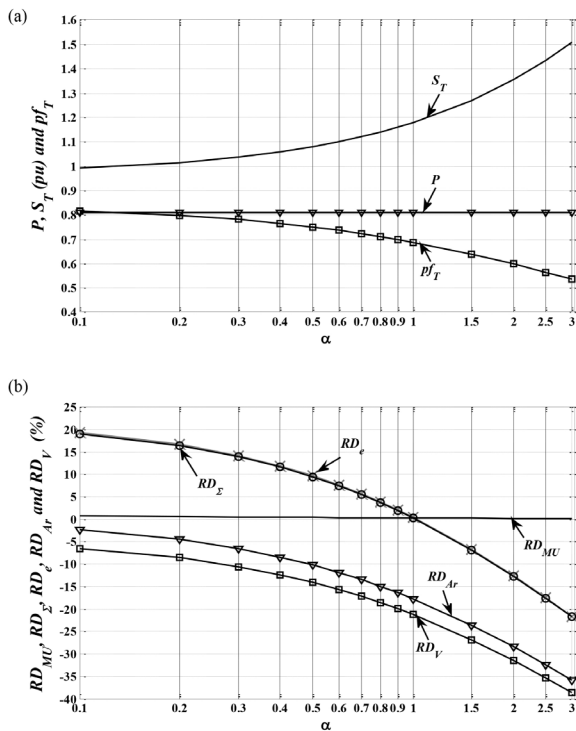 (a)
P, S_T (pu) and pf_T
1.6
1.5
1.4
1.3
1.2
1.1
1
0.9
0.8
0.7
0.6
0.5
0.4
S_T
P
pf_T
0.1 0.2 0.3 0.4 0.5 0.6 0.7 0.8 0.9 1 1.5 2 2.5 3
α
(b)
RD_MU, RD_Σ, RD_e, RD_Ar and RD_V (%)
25
20
15
10
5
0
-5
-10
-15
-20
-25
-30
-35
-40
RD_e
RD_Σ
RD_MU
RD_Ar
RD_V
0.1 0.2 0.3 0.4 0.5 0.6 0.7 0.8 0.9 1 1.5 2 2.5 3
α